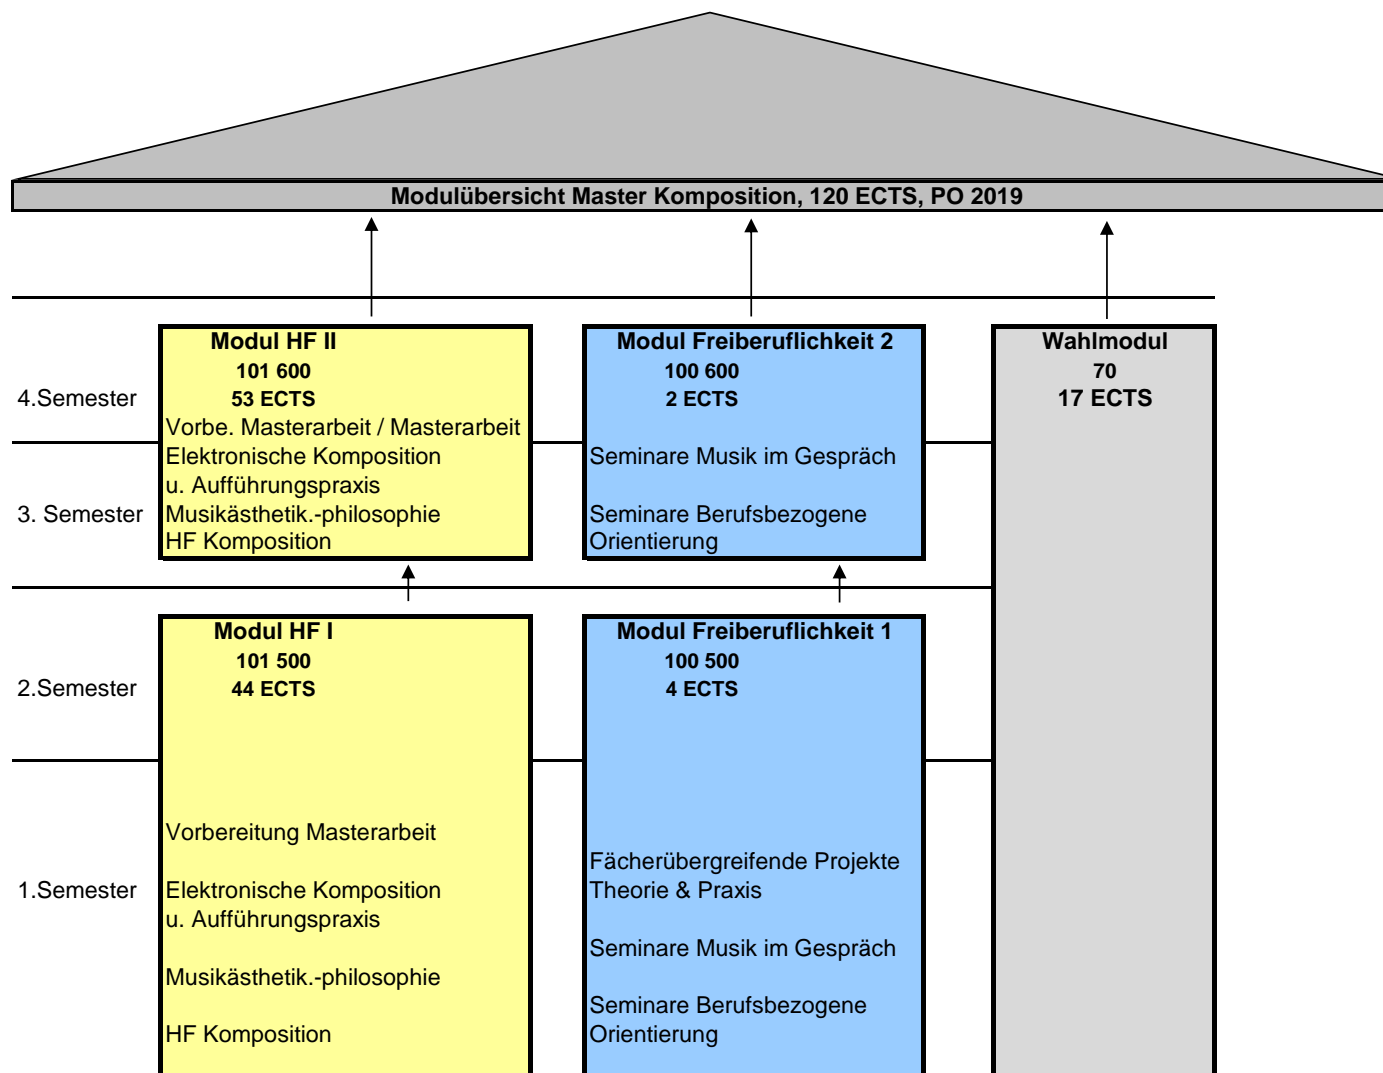 Modulübersicht Master Komposition, 120 ECTS, PO 2019
Modul HF II
101 600
53 ECTS
Vorbe. Masterarbeit / Masterarbeit
Elektronische Komposition
u. Aufführungspraxis
Musikästhetik.-philosophie
HF Komposition
Modul Freiberuflichkeit 2
100 600
2 ECTS
Seminare Musik im Gespräch
Seminare Berufsbezogene
Orientierung
Wahlmodul
70
17 ECTS
4.Semester
3. Semester
Modul HF I
101 500
44 ECTS
Vorbereitung Masterarbeit
Elektronische Komposition
u. Aufführungspraxis
Musikästhetik.-philosophie
HF Komposition
Modul Freiberuflichkeit 1
100 500
4 ECTS
Fächerübergreifende Projekte
Theorie & Praxis
Seminare Musik im Gespräch
Seminare Berufsbezogene
Orientierung
2.Semester
1.Semester